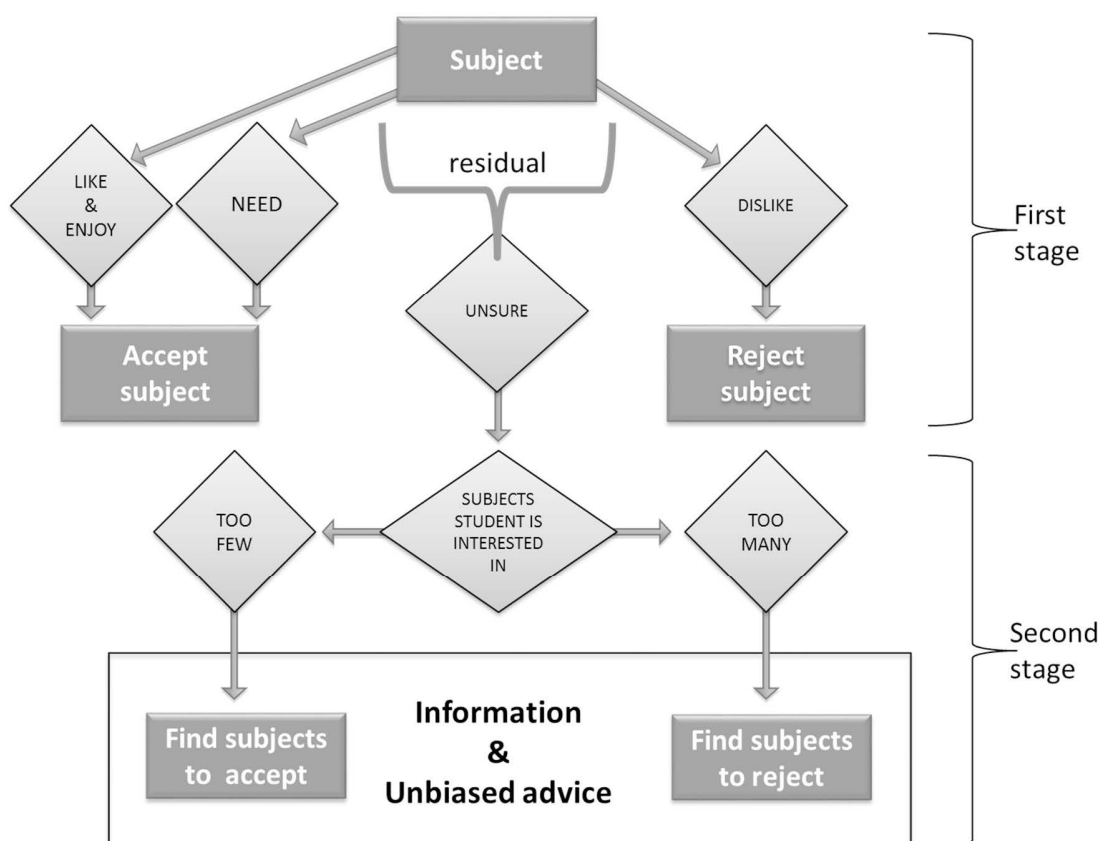 Subject
residual
LIKE
&
ENJOY
NEED
DISLIKE
First
stage
UNSURE
Accept
subject
Reject
subject
TOO
FEW
SUBJECTS
STUDENT IS
INTERESTED
IN
TOO
MANY
Second
stage
Information
&
Unbiased advice
Find subjects
to accept
Find subjects
to reject